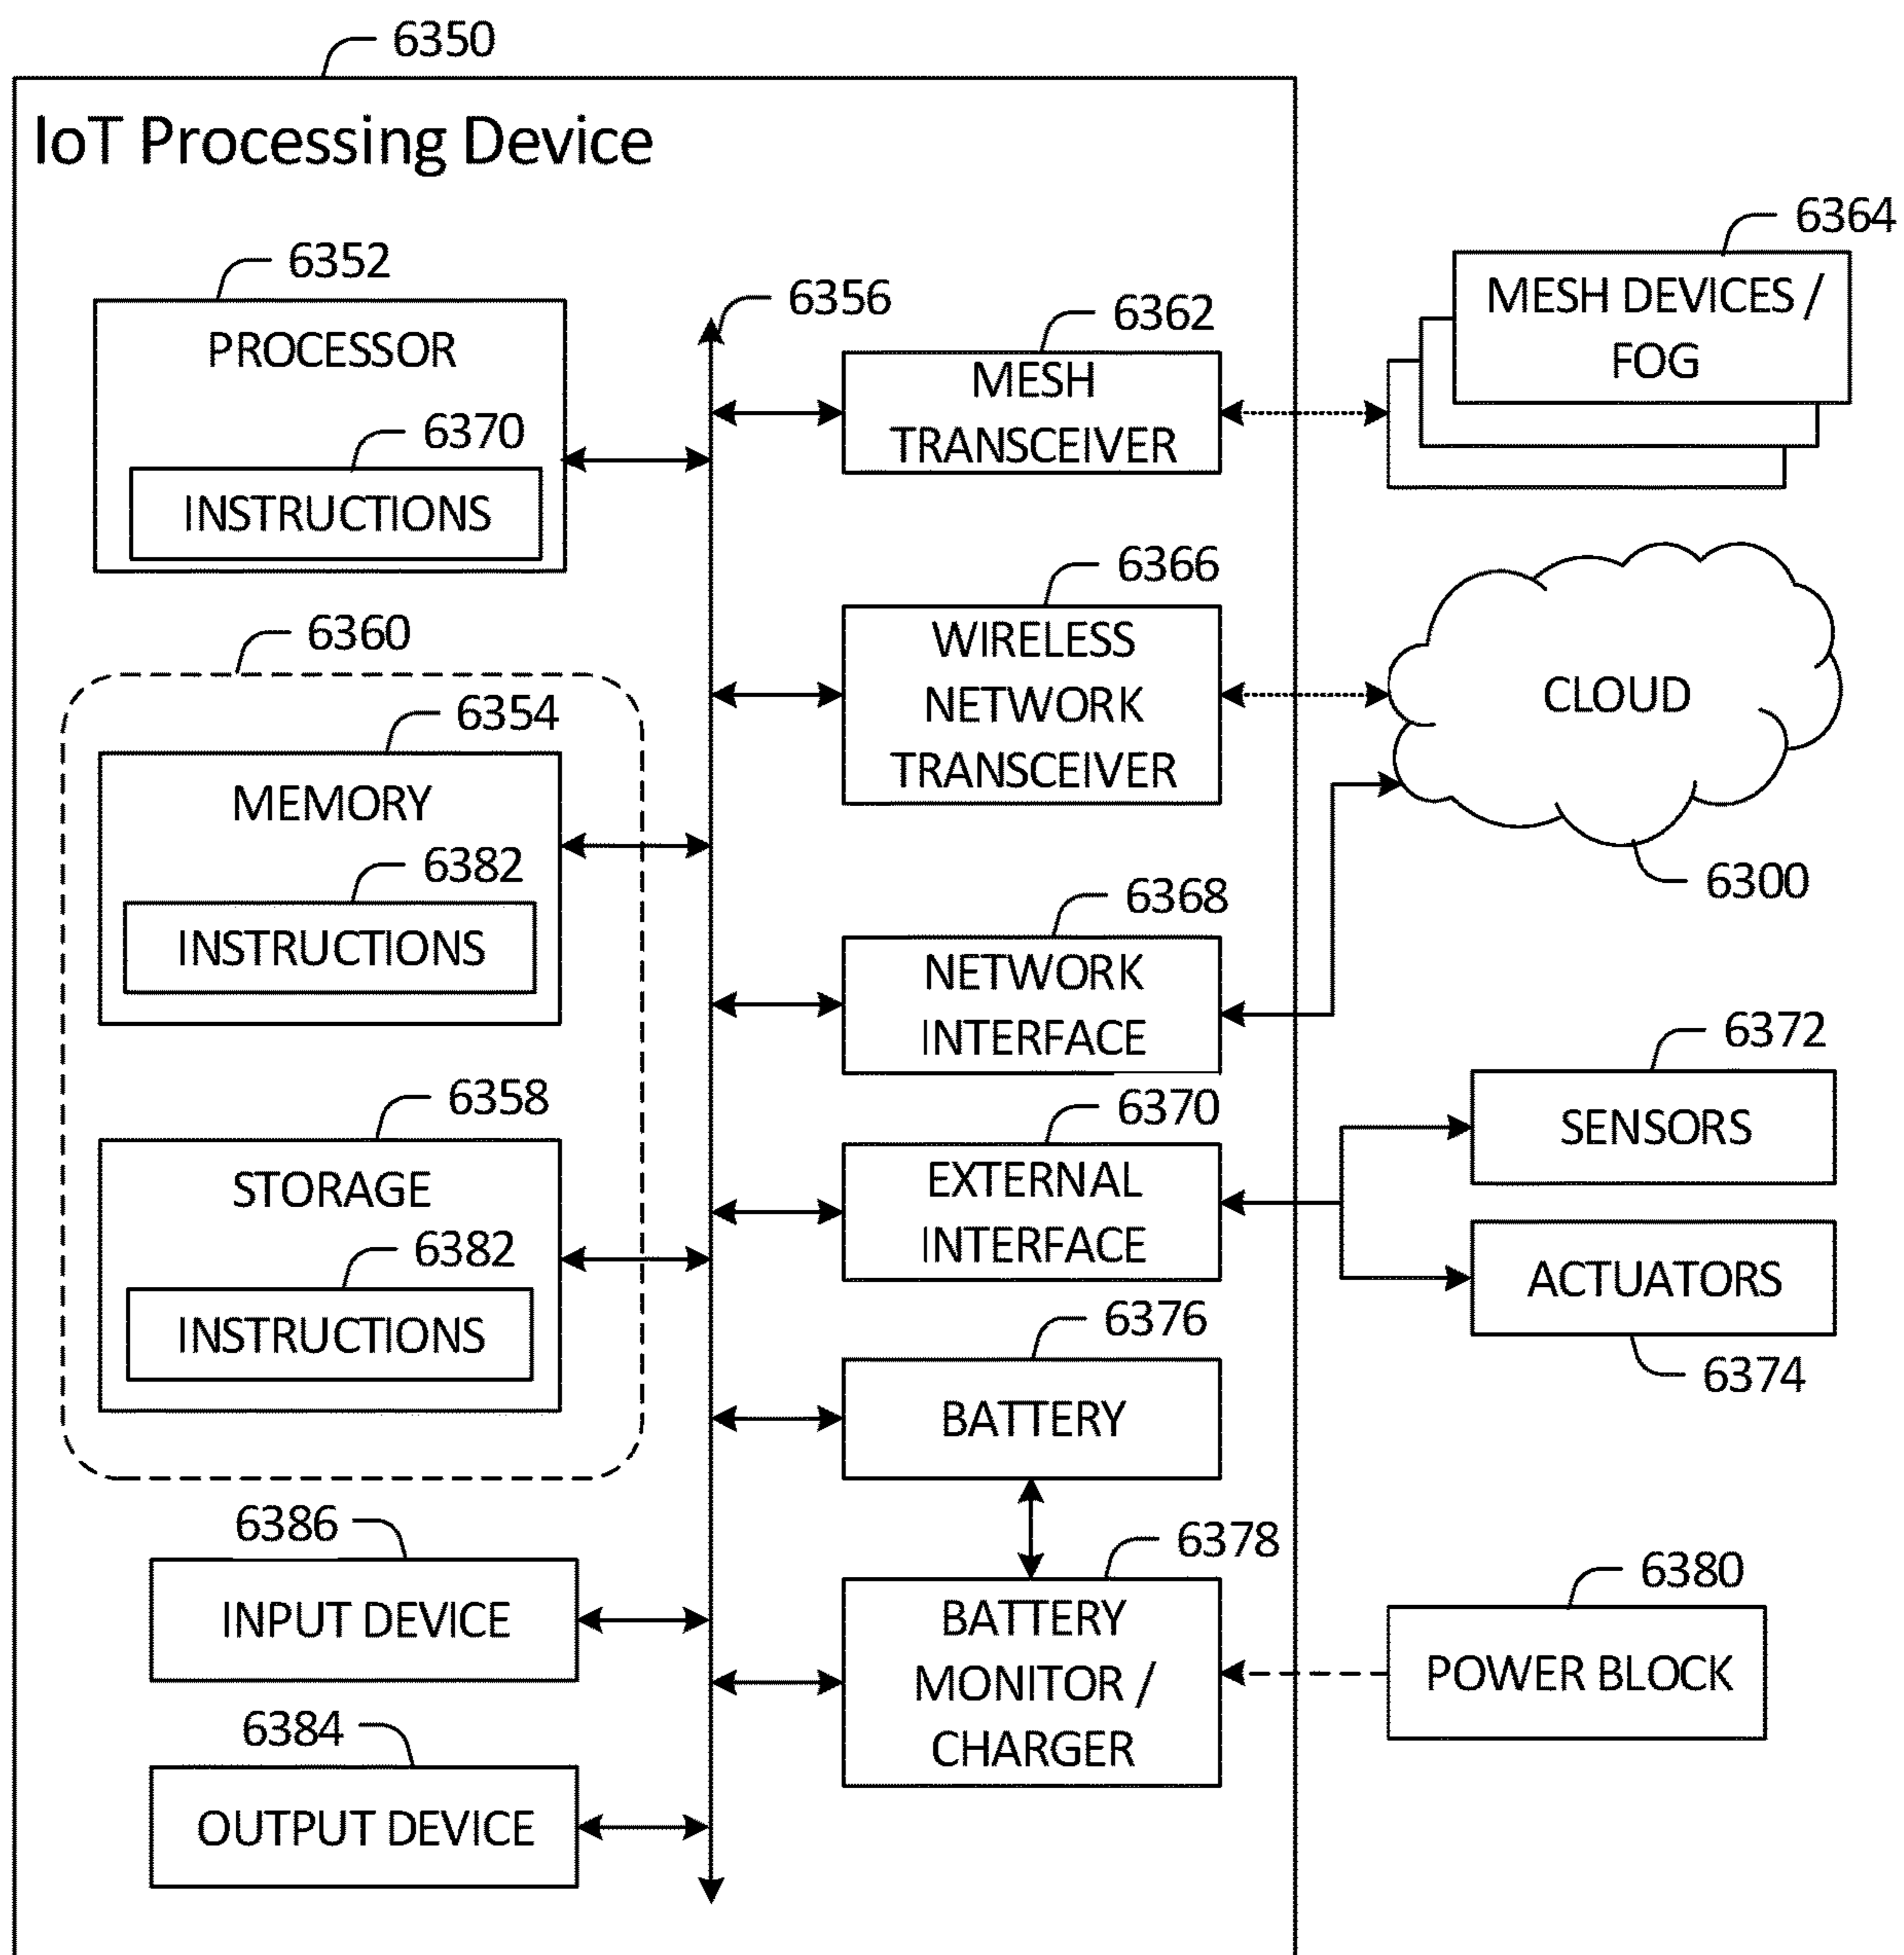 6350
IoT Processing Device
6352
PROCESSOR
6370
INSTRUCTIONS
6360
6354
MEMORY
6382
INSTRUCTIONS
6358
STORAGE
6382
INSTRUCTIONS
6386
INPUT DEVICE
6384
OUTPUT DEVICE
6356
6362
MESH
TRANSCEIVER
6366
WIRELESS
NETWORK
TRANSCEIVER
6368
NETWORK
INTERFACE
6370
EXTERNAL
INTERFACE
6376
BATTERY
6378
BATTERY
MONITOR /
CHARGER
6364
MESH DEVICES /
FOG
CLOUD
6300
6372
SENSORS
ACTUATORS
6374
6380
POWER BLOCK